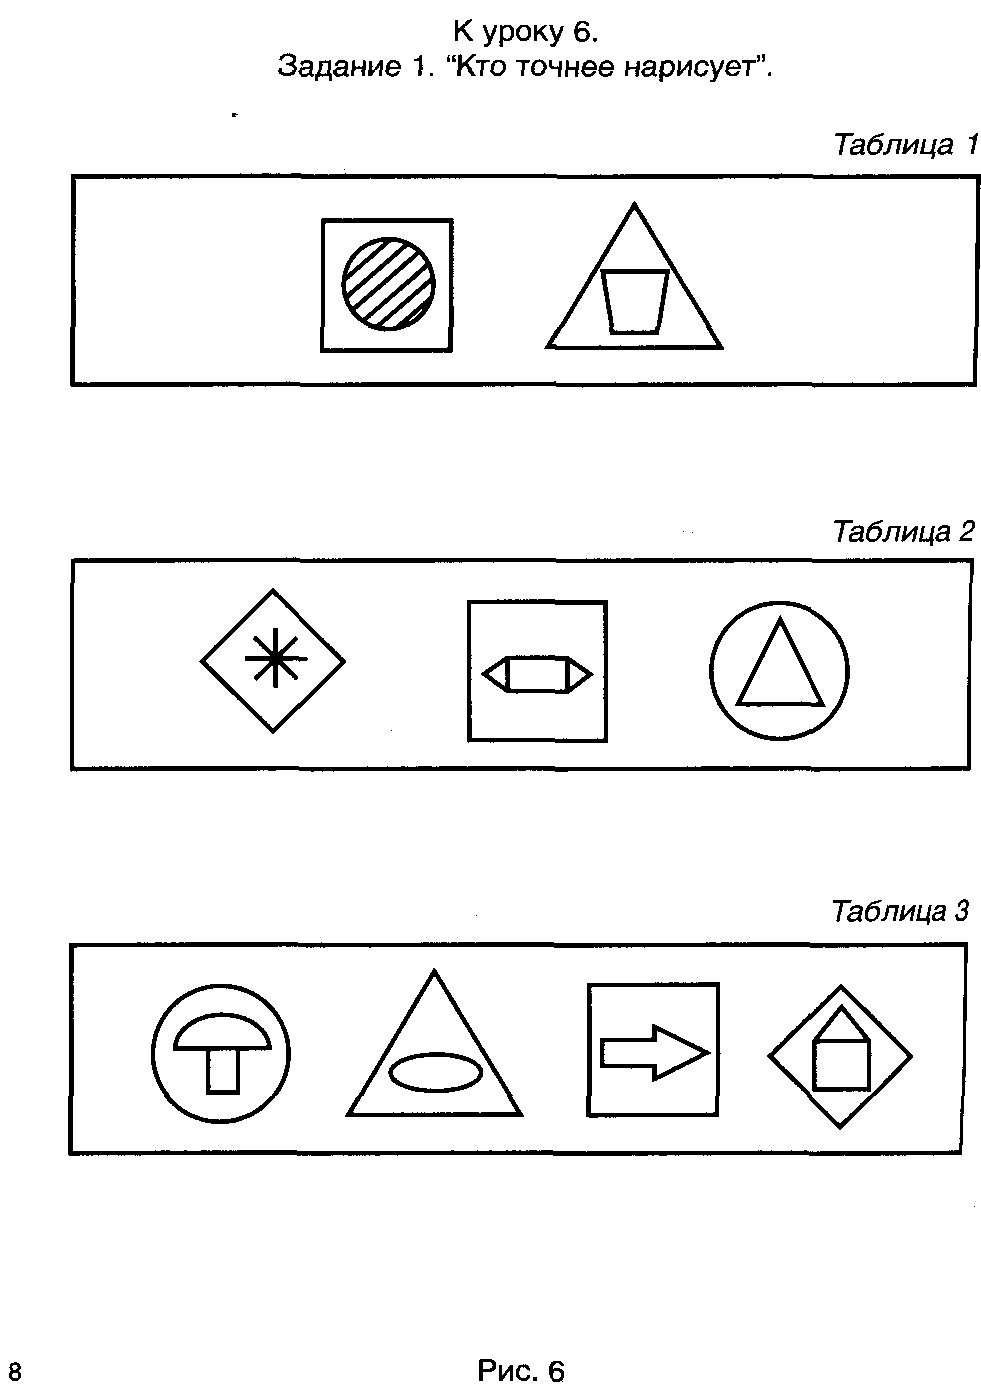 К уроку 6.
Задание 1. “Кто точнее нарисует”.
Таблица 1
Таблица 2
Таблица 3
8
Рис. 6